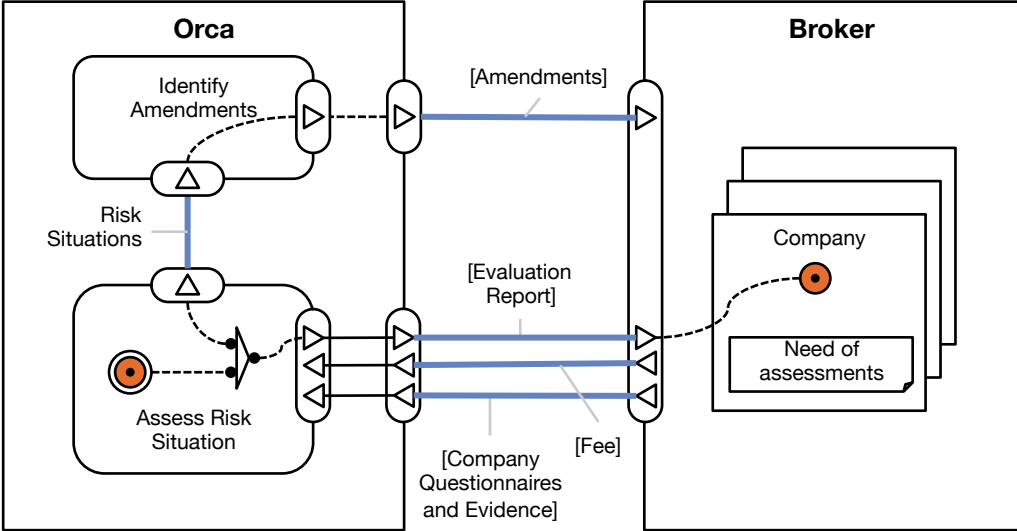 Orca
Broker
Identify
Amendments
[Amendments]
Risk
Situations
Company
[Evaluation
Report]
Need of
assessments
Assess Risk
Situation
[Fee]
[Company
Questionnaires
and Evidence]